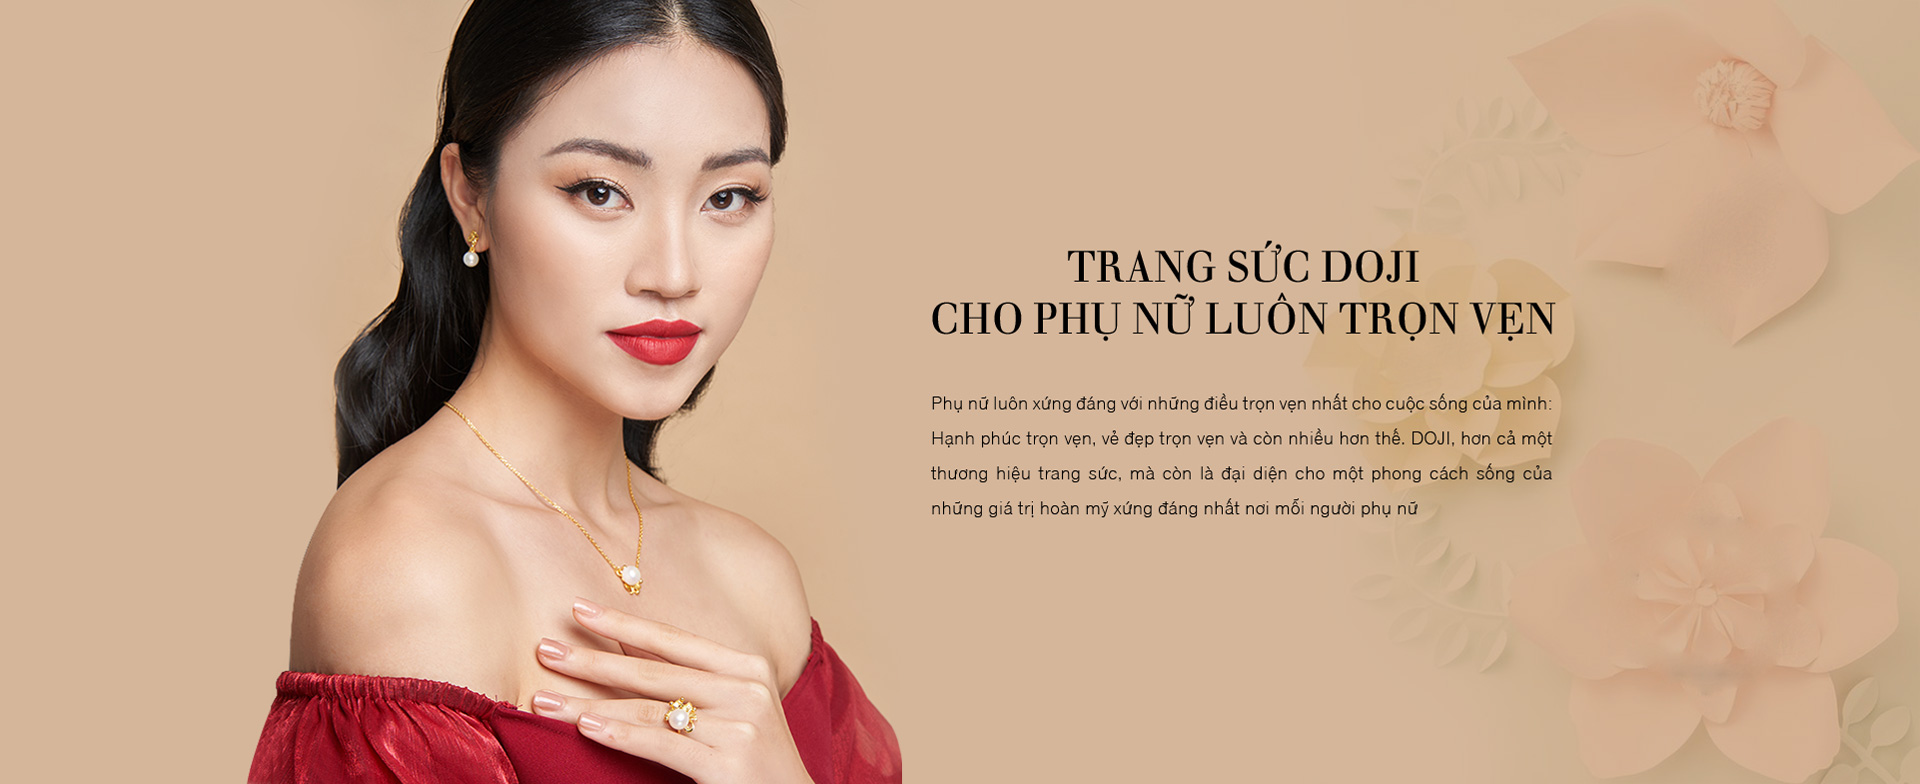 TRANG SỨC DOJI
CHO PHỤ NỮ LUÔN TRỌN VẸN
Phụ nữ luôn xứng đáng với những điều trọn vẹn nhất cho cuộc sống của mình:
Hạnh phúc trọn vẹn, vẻ đẹp trọn vẹn và còn nhiều hơn thế. DOJI, hơn cả một
thương hiệu trang sức, mà còn là đại diện cho một phong cách sống của
những giá trị hoàn mỹ xứng đáng nhất nơi mỗi người phụ nữ